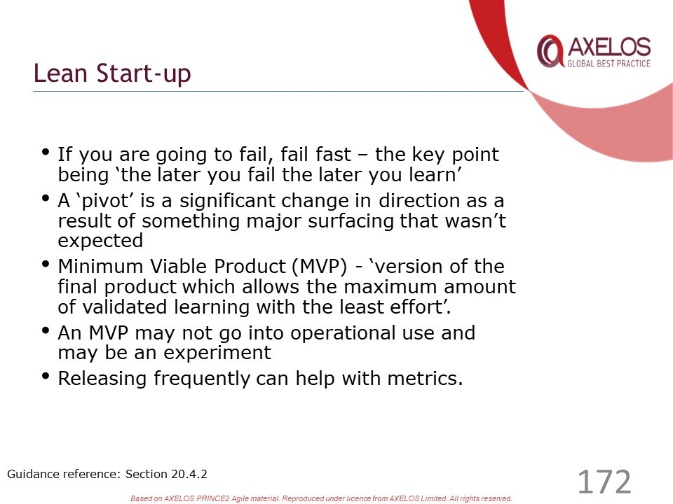 AXELOS
GLOBAL BEST PRACTICE
Lean Start-up
• If you are going to fail, fail fast – the key point
being ‘the later you fail the later you learn’
• A ‘pivot’ is a significant change in direction as a
result of something major surfacing that wasn’t
expected
• Minimum Viable Product (MVP) - ‘version of the
final product which allows the maximum amount
of validated learning with the least effort’.
• An MVP may not go into operational use and
may be an experiment
• Releasing frequently can help with metrics.
Guidance reference: Section 20.4.2
172
Based on AXELOS PRINCE2 Agile material. Reproduced under licence from AXELOS Limited. All rights reserved.